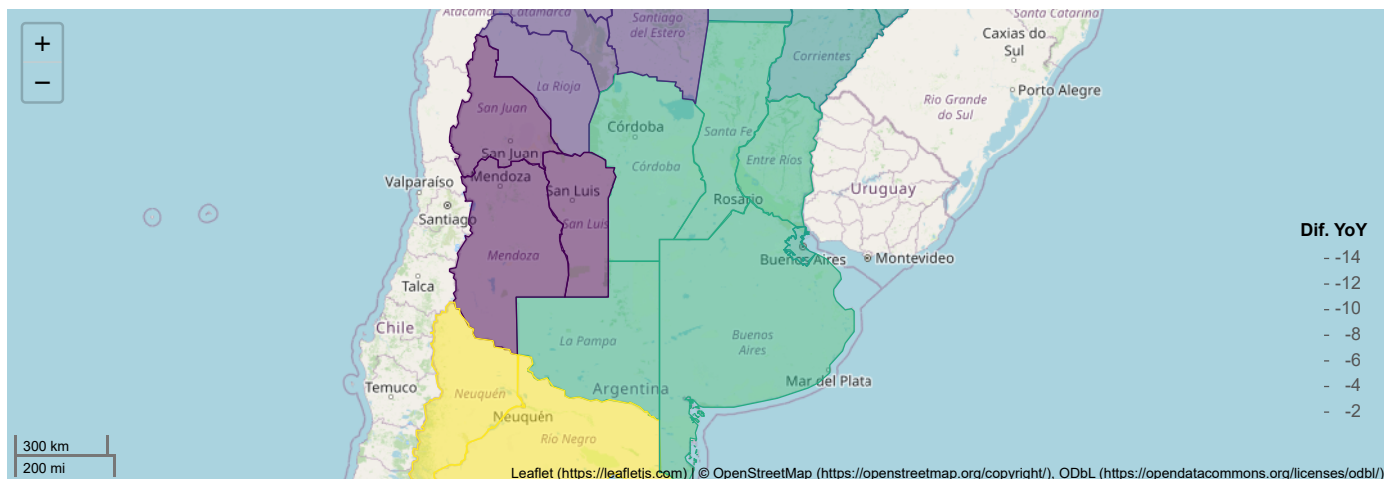 Atacama
Catamarca
Santiago
del Estero
Santa Catarina
+
−
Caxias do
Sul
Corrientes
La Rioja
Porto Alegre
Rio Grande
do Sul
San Juan
Córdoba
Santa Fe
San Juan
Córdoba
Entre Ríos
Valparaíso
Mendoza
San Luis
Uruguay
Rosario
Santiago
San Luis
Dif. YoY
Mendoza
Buenos Aires
Montevideo
- -14
Talca
- -12
- -10
Chile
- -8
La Pampa
Buenos
Aires
- -6
Temuco
Argentina
Mar del Plata
- -4
Neuquén
- -2
Neuquén
Río Negro
300 km
200 mi
Leaflet (https://leafletjs.com) | © OpenStreetMap (https://openstreetmap.org/copyright/), ODbL (https://opendatacommons.org/licenses/odbl/)